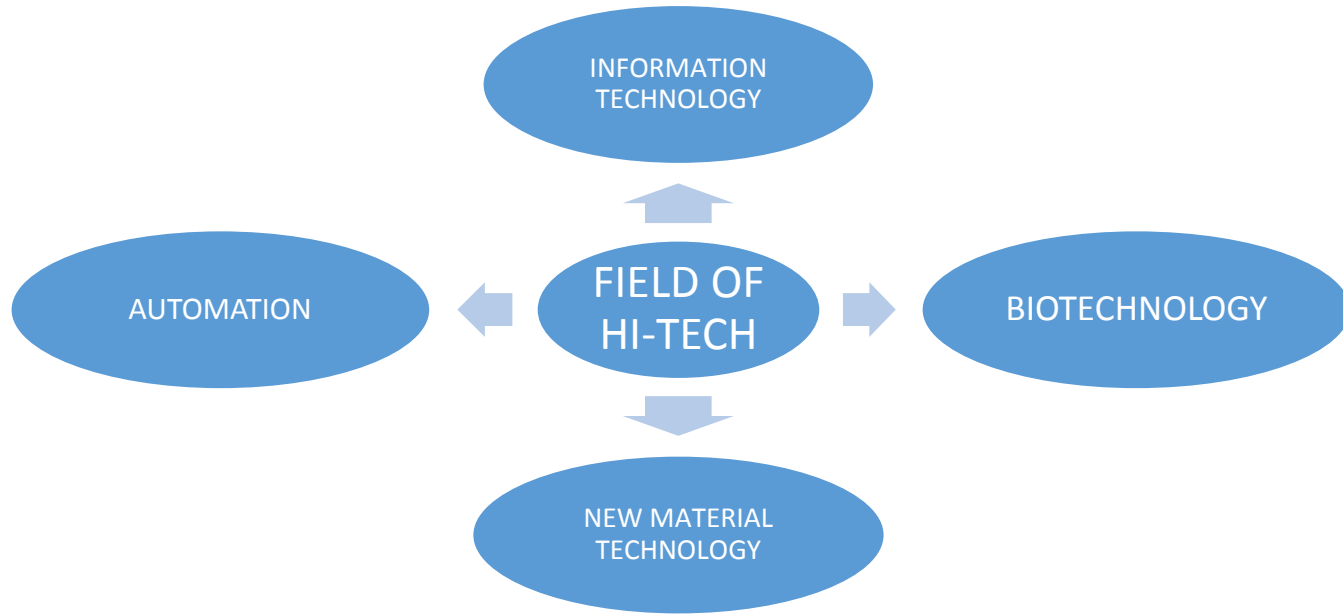 INFORMATION
TECHNOLOGY
AUTOMATION
FIELD OF
HI-TECH
BIOTECHNOLOGY
NEW MATERIAL
TECHNOLOGY